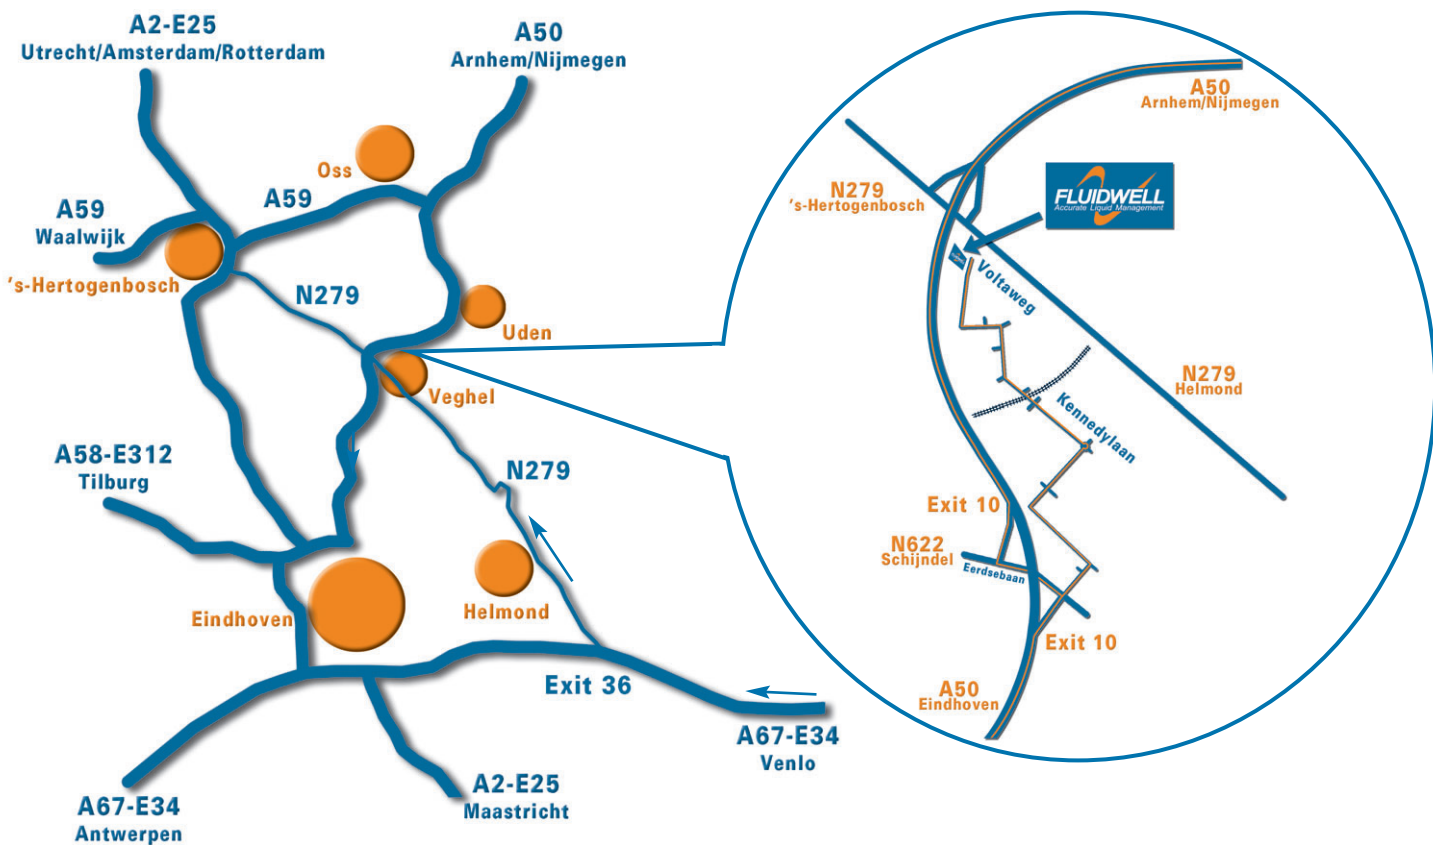 A2-E25
Utrecht/Amsterdam/Rotterdam
A50
Arnhem/Nijmegen
Oss
A59
A59
Waalwijk
's-Hertogenbosch
N279
Uden
Veghel
A58-E312
Tilburg
N279
Eindhoven
Helmond
Exit 36
A67-E34
Venlo
A2-E25
Maastricht
A67-E34
Antwerpen
A50
Arnhem/Nijmegen
N279
's-Hertogenbosch
FLUIDWELL
Accurate Liquid Management
Voltaweg
N279
Helmond
Kennedylaan
Exit 10
N622
Schijndel
Eerdsebaan
Exit 10
A50
Eindhoven